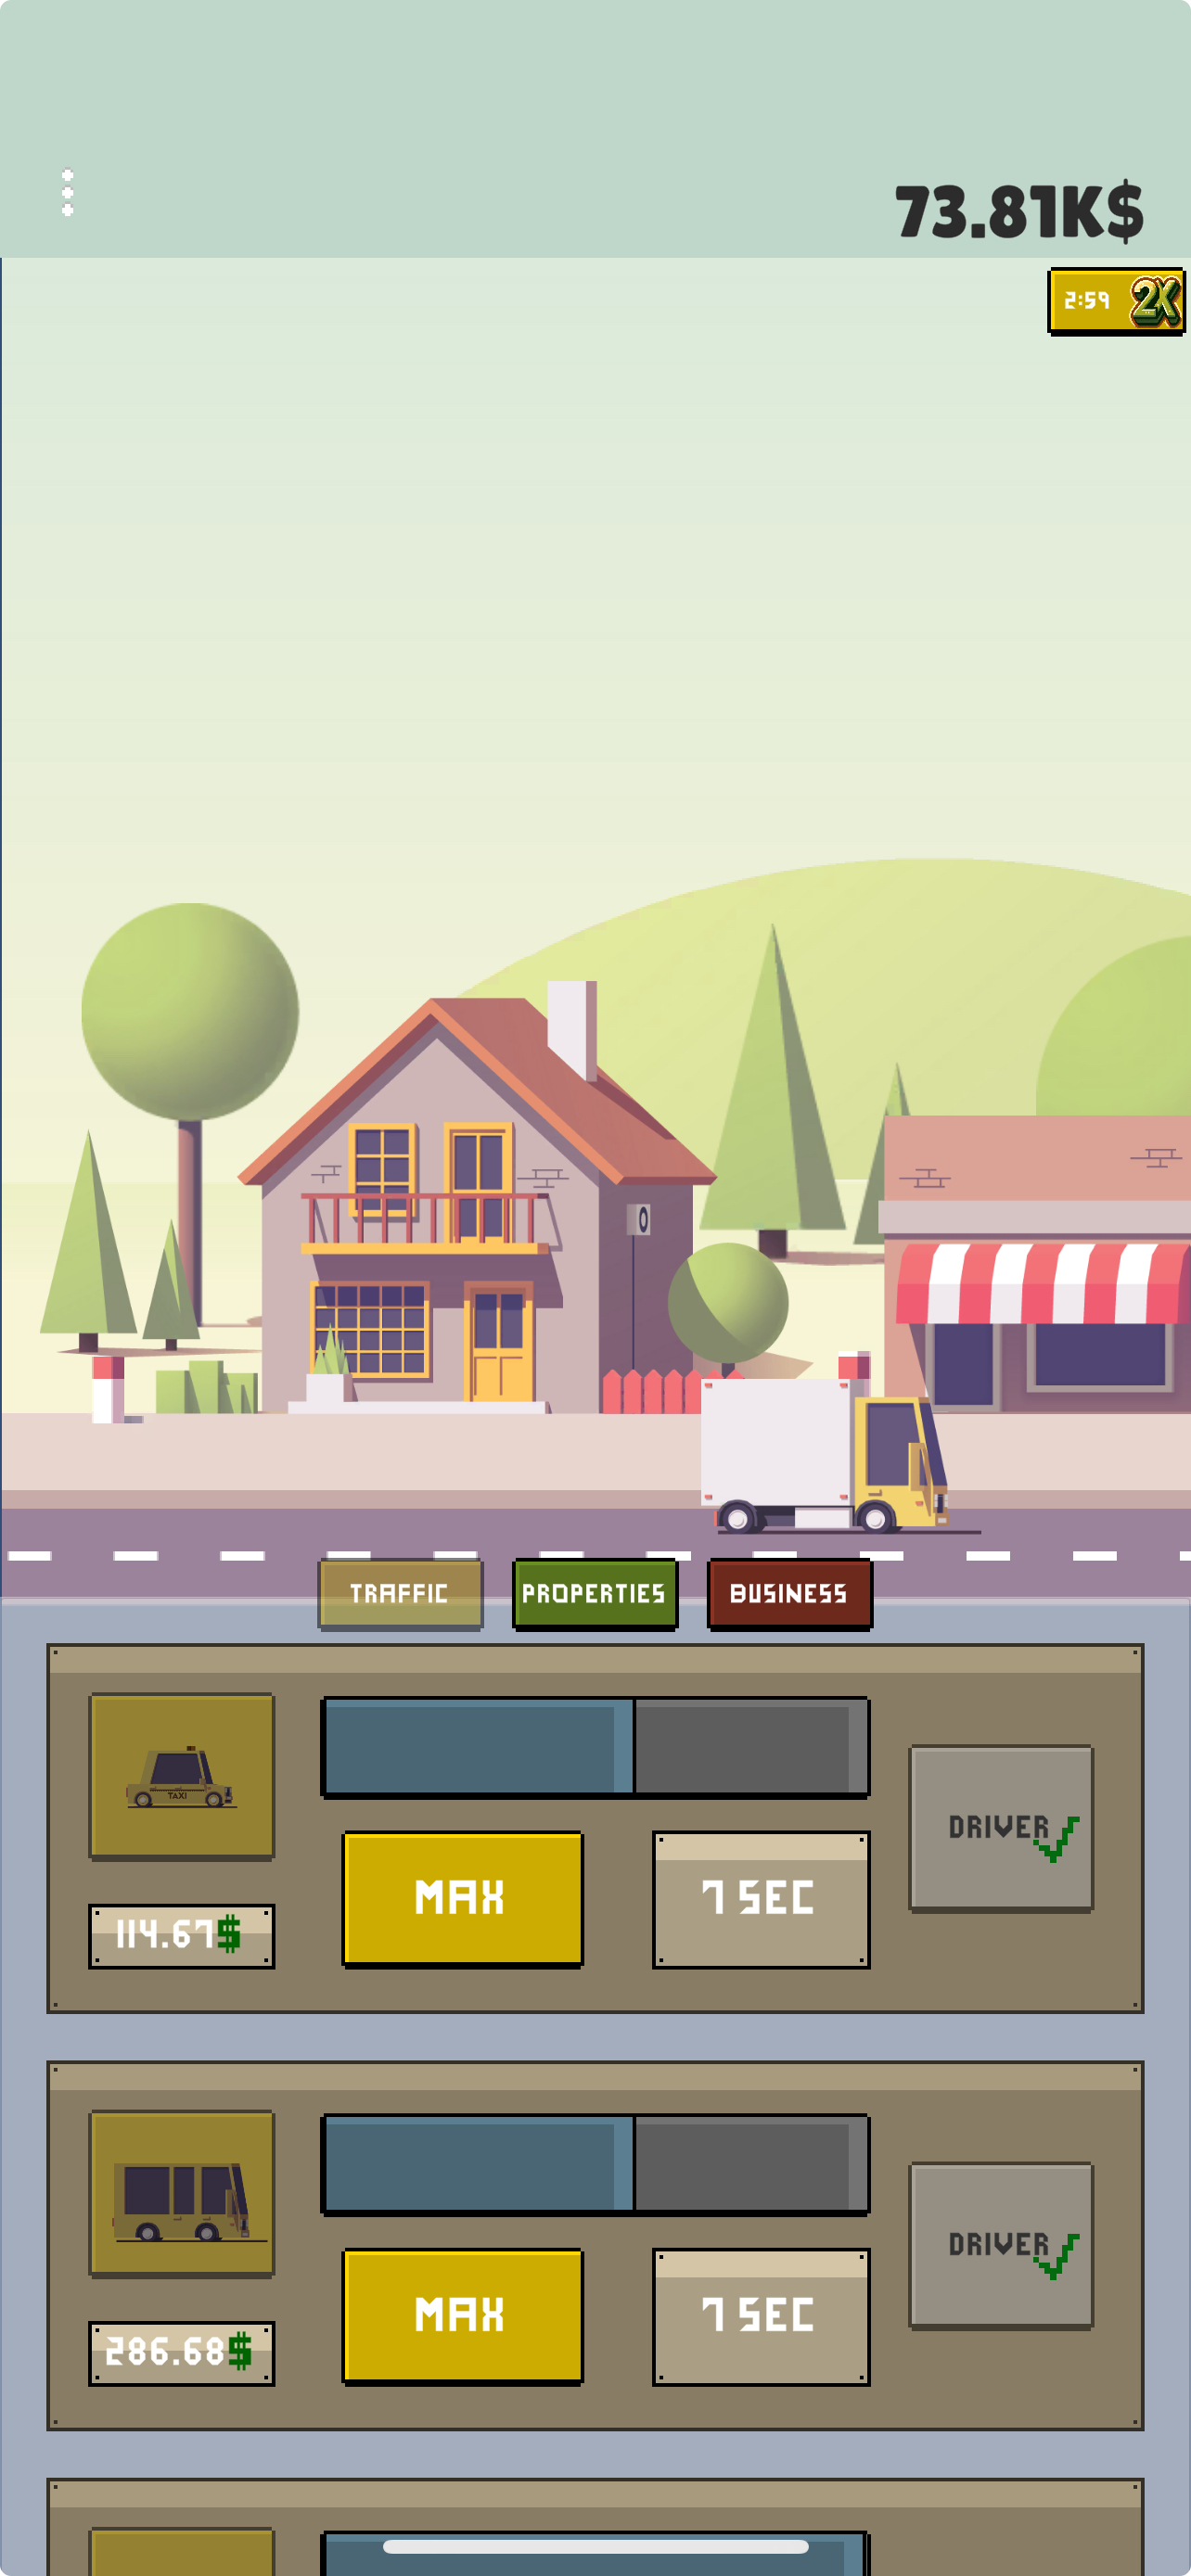 73.81K$
2:59 2X
TRAFFIC PROPERTIES BUSINESS
TAXI
DRIVER
MAX 7 SEC
114.67$
DRIVER
MAX 7 SEC
286.68$